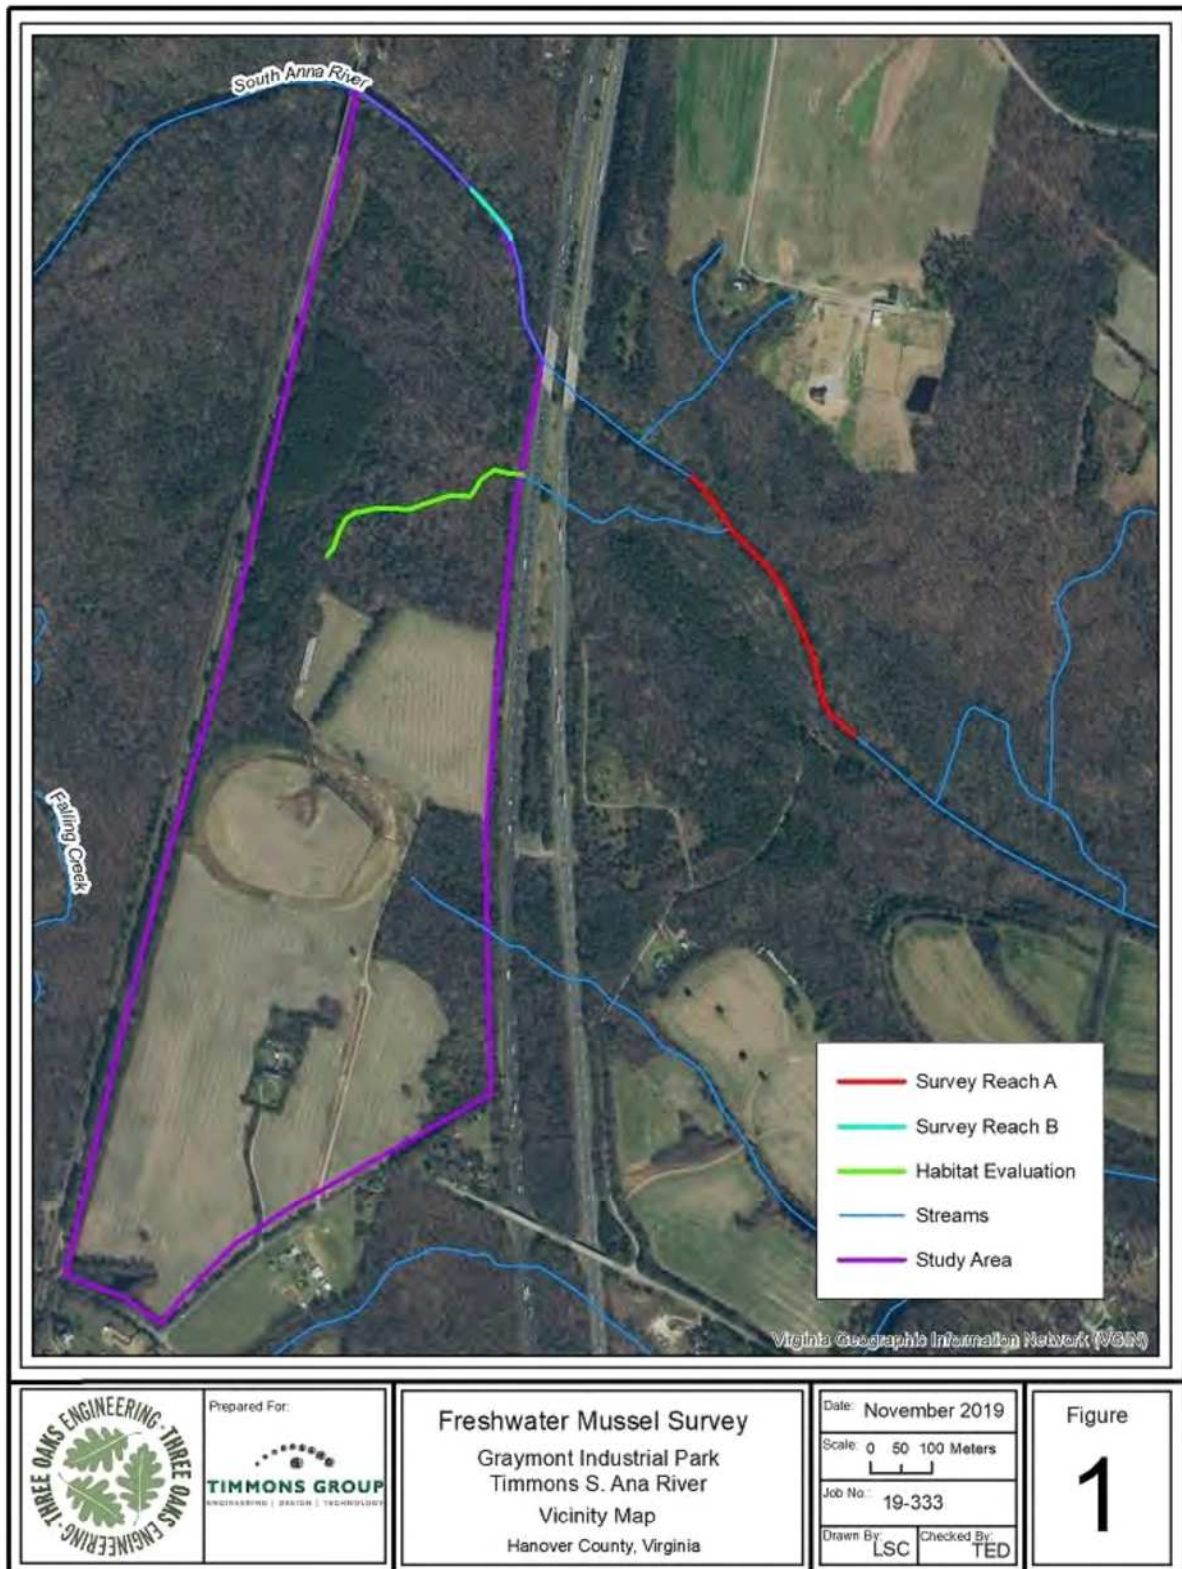 South Anna River
Falling Creek
Survey Reach A
Survey Reach B
Habitat Evaluation
Streams
Study Area
Virginia Geographic Information Network (VGIN)
THREE OAKS ENGINEERING · THREE OAKS ENGINEERING ·
Prepared For:
TIMMONS GROUP
ENGINEERING | DESIGN | TECHNOLOGY
Freshwater Mussel Survey
Graymont Industrial Park
Timmons S. Ana River
Vicinity Map
Hanover County, Virginia
Date: November 2019
Scale: 0 50 100 Meters
Job No.: 19-333
Drawn By: LSC
Checked By: TED
Figure
1